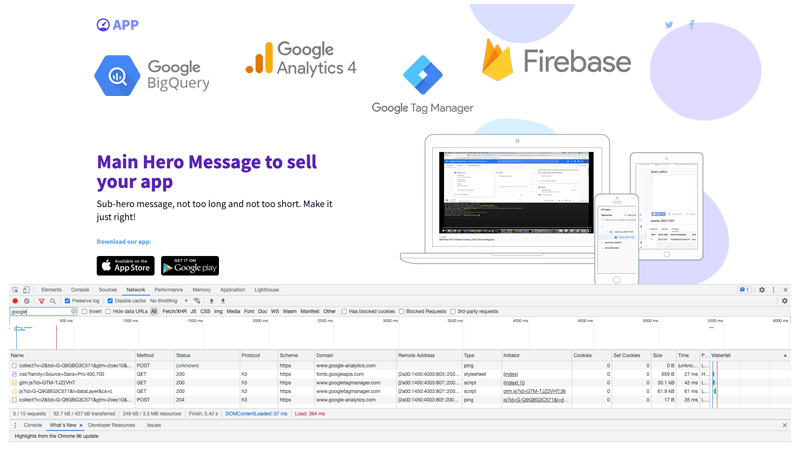 APP
Google
BigQuery
Google
Analytics 4
Google Tag Manager
Firebase
Main Hero Message to sell
your app
Sub-hero message, not too long and not too short. Make it
just right!
Download our app:
Available on the
App Store
GET IT ON
Google play
Query editor
Elements Console Sources Network Performance Memory Application Lighthouse 1
Preserve log Disable cache No throttling
google Invert Hide data URLs All Fetch/XHR JS CSS Img Media Font Doc WS Wasm Manifest Other Has blocked cookies Blocked Requests 3rd-party requests
500 ms 1000 ms 1500 ms 2000 ms 2500 ms 3000 ms 3500 ms 4000 ms 4500 ms 5000 ms 5500 ms 6000 ms
Name Method Status Protocol Scheme Domain Remote Address Type Initiator Cookies Set Cookies Size Time P... Waterfall
collect?v=2&tid=G-Q9GBG3C571&gtm=2oec10&... POST (unknown) https www.google-analytics.com ping 0 0 0 B (unkno... L...
css?family=Source+Sans+Pro:400,700 GET 200 h3 https fonts.googleapis.com [2a00:1450:4003:803::200... stylesheet (index) 0 0 659 B 27 ms H...
gtm.js?id=GTM-TJZ2VHT GET 200 h3 https www.googletagmanager.com [2a00:1450:4003:80f::200... script (index):10 0 0 30.1 kB 42 ms L...
js?id=G-Q9GBG3C571&l=dataLayer&cx=c GET 200 h3 https www.googletagmanager.com [2a00:1450:4003:80f::200... script gtm.js?id=GTM-TJZ2VHT:36 0 0 61.9 kB 61 ms L...
collect?v=2&tid=G-Q9GBG3C571&gtm=2oec10&... POST 204 h3 https www.google-analytics.com [2a00:1450:4003:807::200... ping js?id=G-Q9GBG3C571&l=d... 0 0 17 B 35 ms L...
5 / 15 requests 92.7 kB / 427 kB transferred 248 kB / 3.3 MB resources Finish: 5.42 s DOMContentLoaded: 57 ms Load: 364 ms
Console What's New Developer Resources Issues
Highlights from the Chrome 96 update